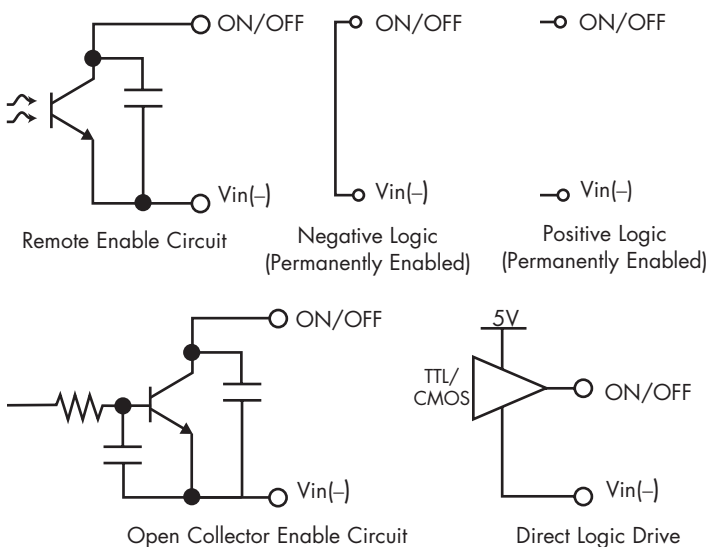 ON/OFF
Vin(–)
Remote Enable Circuit
ON/OFF
Vin(–)
Negative Logic
(Permanently Enabled)
ON/OFF
Vin(–)
Positive Logic
(Permanently Enabled)
ON/OFF
Vin(–)
Open Collector Enable Circuit
5V
TTL/
CMOS
ON/OFF
Vin(–)
Direct Logic Drive